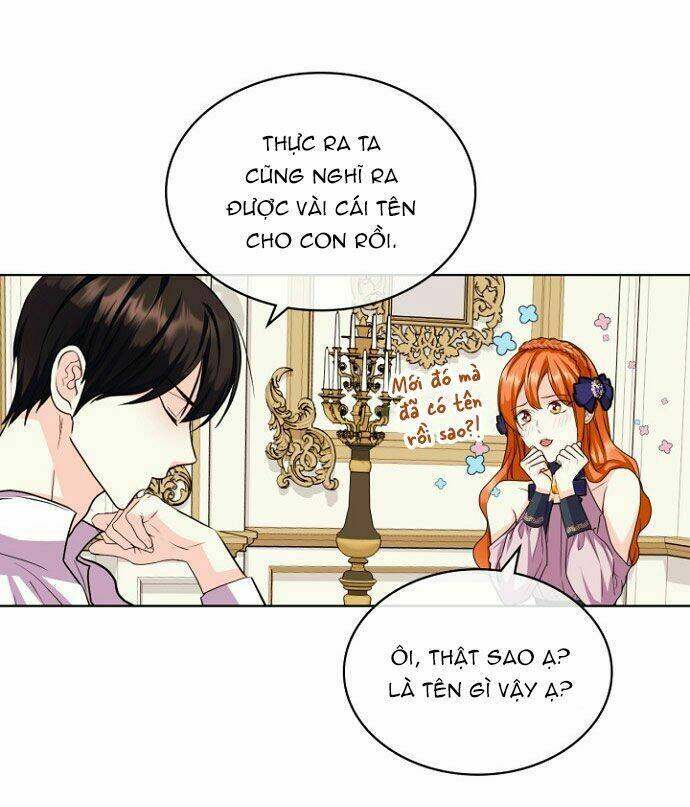 THỰC RA TA
CŨNG NGHĨ RA
ĐƯỢC VÀI CÁI TÊN
CHO CON RỒI.
Mới đó mà
đã có tên
rồi sao?!
ÔI, THẬT SAO Ạ?
LÀ TÊN GÌ VẬY Ạ?